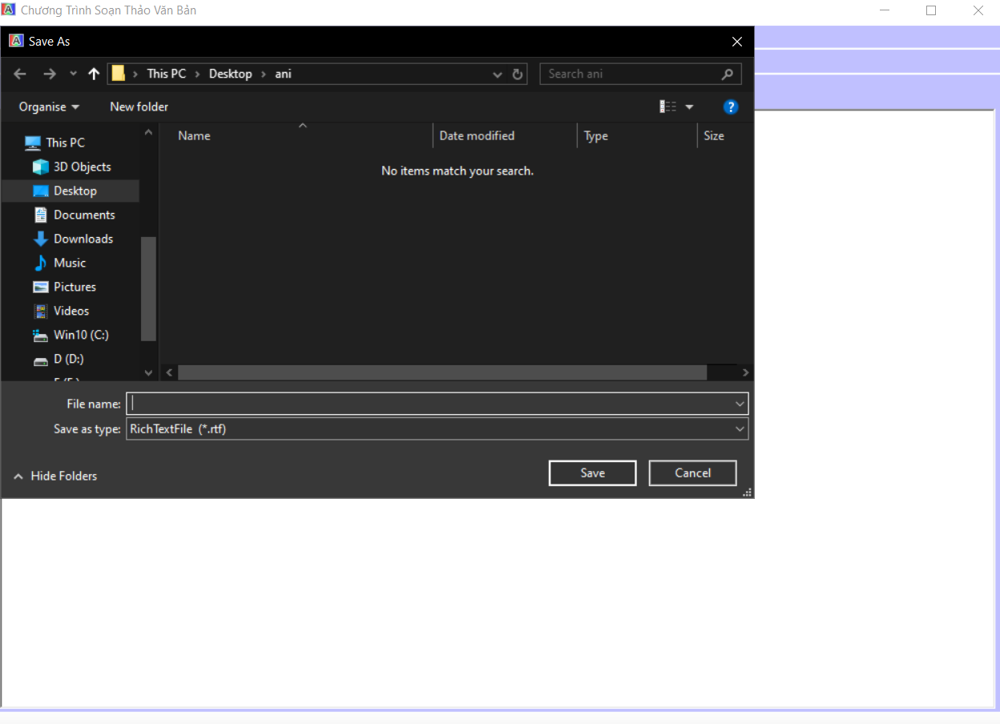 Chương Trình Soạn Thảo Văn Bản
Save As
This PC > Desktop > ani
Search ani
Organise
New folder
Name
Date modified
Type
Size
No items match your search.
This PC
3D Objects
Desktop
Documents
Downloads
Music
Pictures
Videos
Win10 (C:)
D (D:)
File name:
Save as type: RichTextFile (*.rtf)
Hide Folders
Save
Cancel